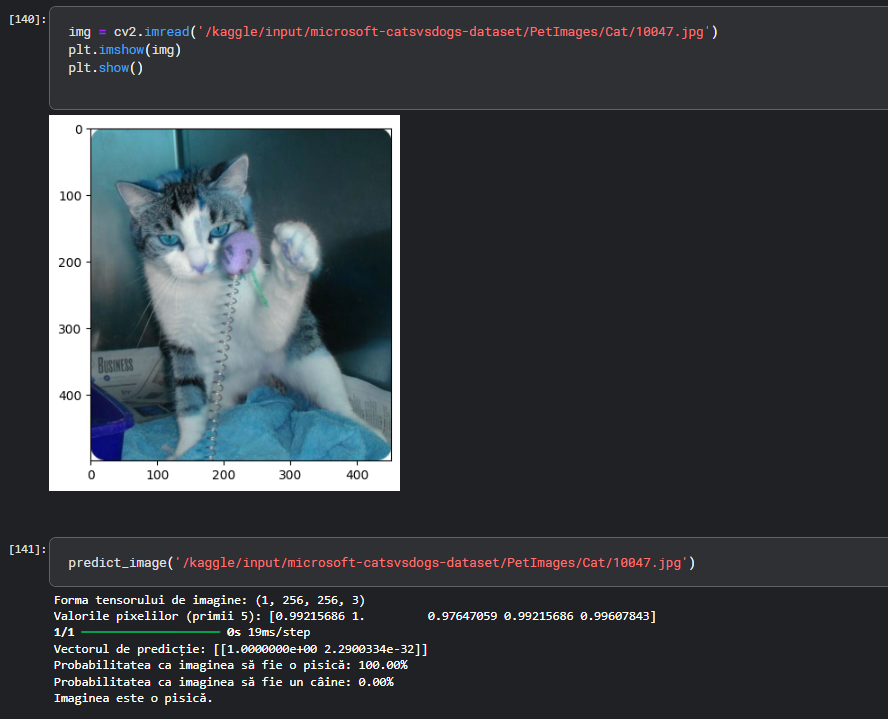 [140]:
img = cv2.imread('/kaggle/input/microsoft-catsvsdogs-dataset/PetImages/Cat/10047.jpg')
plt.imshow(img)
plt.show()
0
100
200
300
400
BUSINESS
0 100 200 300 400
[141]:
predict_image('/kaggle/input/microsoft-catsvsdogs-dataset/PetImages/Cat/10047.jpg')
Forma tensorului de imagine: (1, 256, 256, 3)
Valorile pixelilor (primii 5): [0.99215686 1. 0.97647059 0.99215686 0.99607843]
1/1 ━━━━━━━━━━━━━━━━━━━━ 0s 19ms/step
Vectorul de predicție: [[1.0000000e+00 2.2900334e-32]]
Probabilitatea ca imaginea să fie o pisică: 100.00%
Probabilitatea ca imaginea să fie un câine: 0.00%
Imaginea este o pisică.